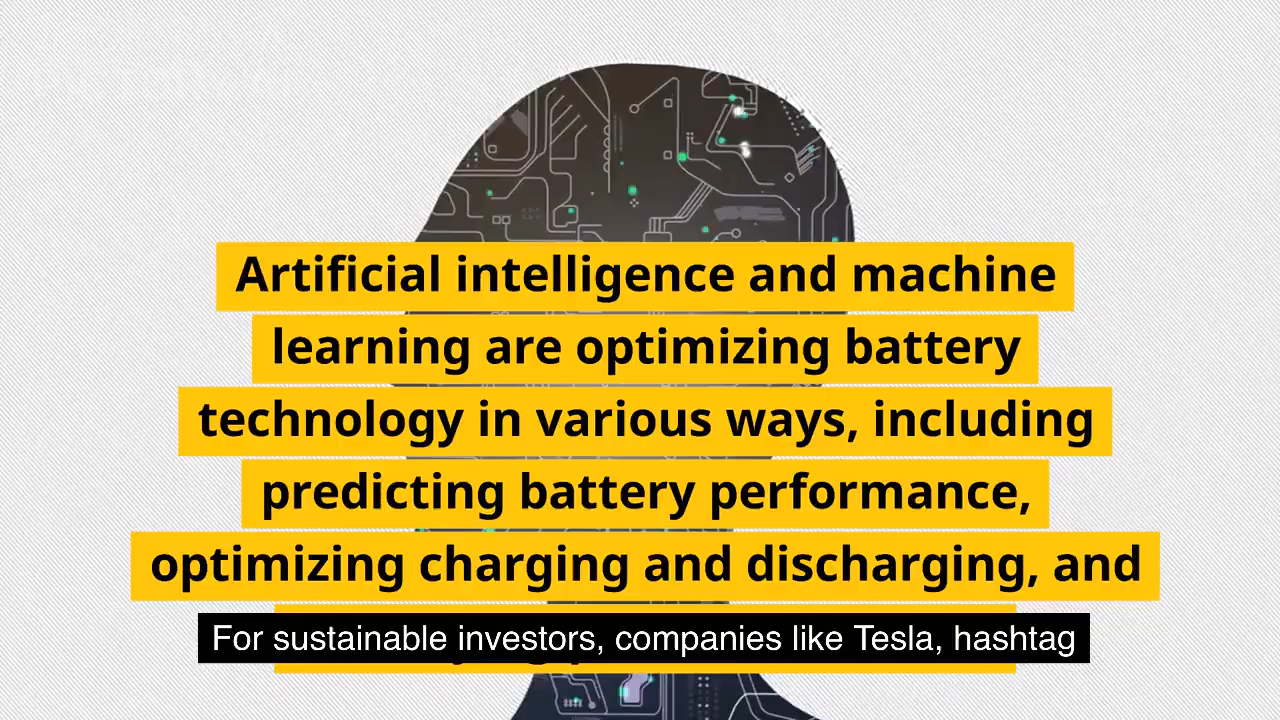 Artificial intelligence and machine
learning are optimizing battery
technology in various ways, including
predicting battery performance,
optimizing charging and discharging, and
For sustainable investors, companies like Tesla, hashtag